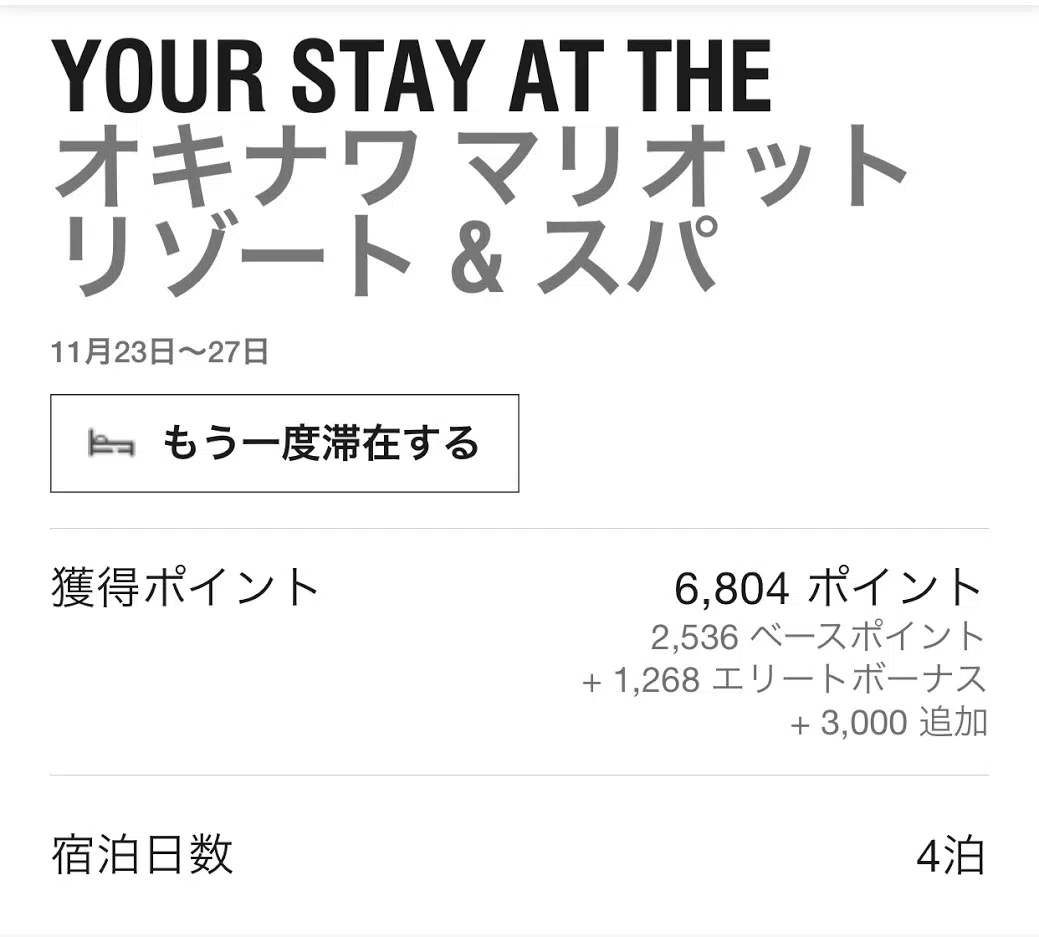 YOUR STAY AT THE
オキナワ マリオット
リゾート & スパ
11月23日〜27日
もう一度滞在する
獲得ポイント 6,804 ポイント
2,536 ベースポイント
+ 1,268 エリートボーナス
+ 3,000 追加
宿泊日数 4泊